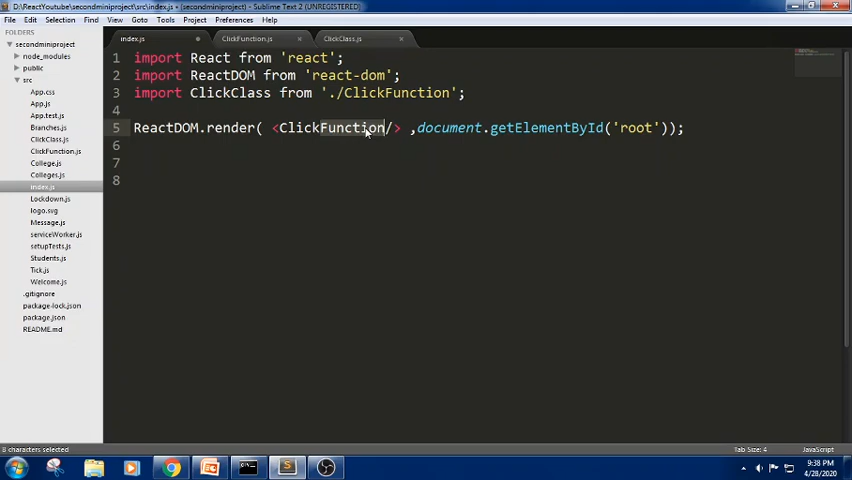 D:\ReactYoutube\secondminiproject\src\index.js • (secondminiproject) - Sublime Text 2 (UNREGISTERED)
File Edit Selection Find View Goto Tools Project Preferences Help
secondminiproject
node_modules
public
src
App.css
App.js
App.test.js
Branches.js
ClickClass.js
ClickFunction.js
College.js
Colleges.js
index.js
Lockdown.js
logo.svg
Message.js
serviceWorker.js
setupTests.js
Students.js
Tick.js
Welcome.js
.gitignore
package-lock.json
package.json
README.md
index.js ClickFunction.js × ClickClass.js ×
1 import React from 'react';
2 import ReactDOM from 'react-dom';
3 import ClickClass from './ClickFunction';
4
5 ReactDOM.render( <ClickFunction/> ,document.getElementById('root'));
6
7
8
8 characters selected Tab Size: 4 JavaScript
9:38 PM
4/28/2020